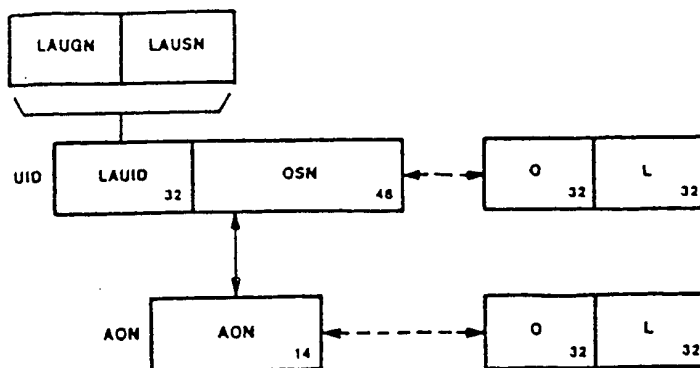 LAUGN LAUSN
UID LAUID 32 OSN 48 O 32 L 32
AON AON 14 O 32 L 32